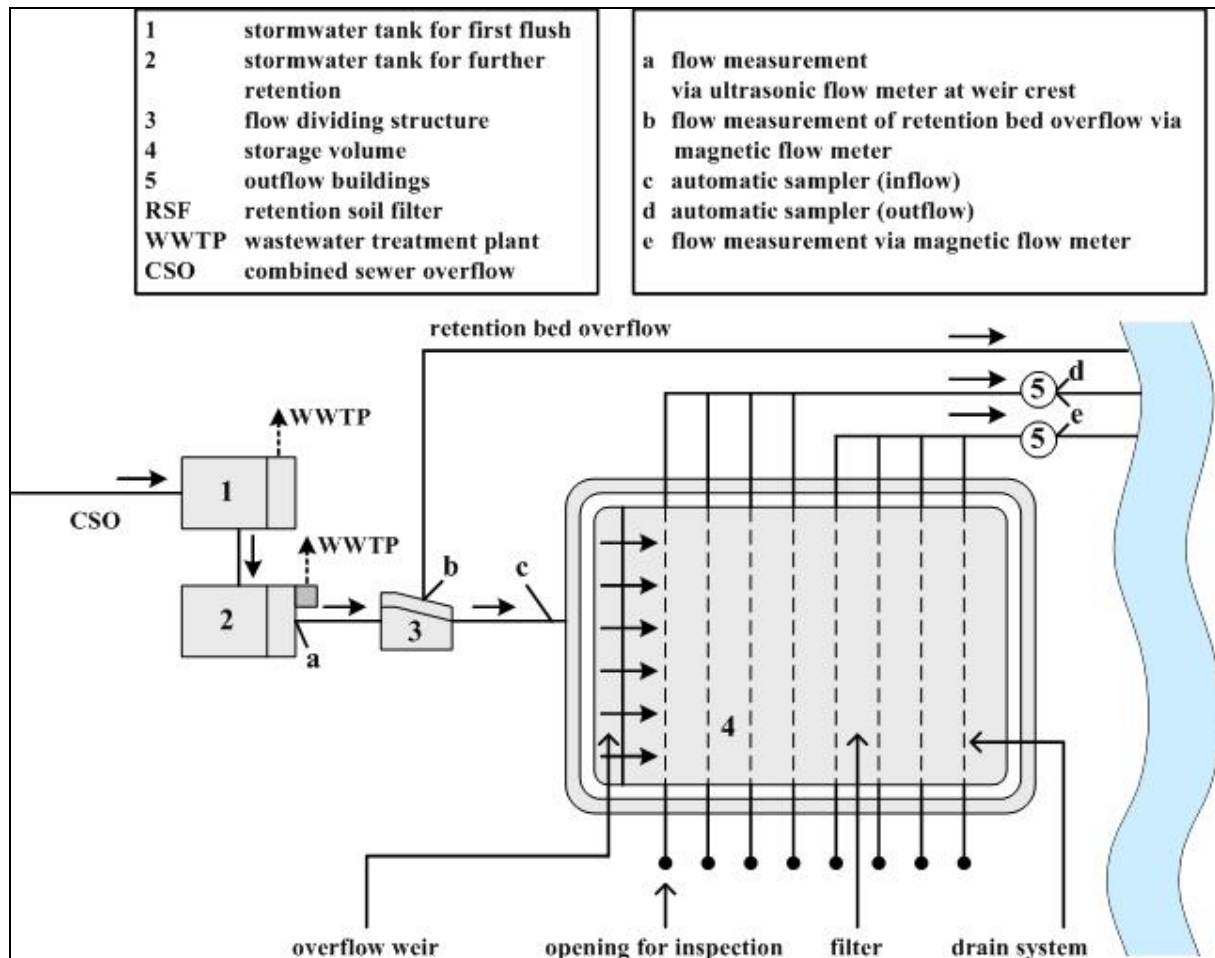 1 stormwater tank for first flush
2 stormwater tank for further
retention
3 flow dividing structure
4 storage volume
5 outflow buildings
RSF retention soil filter
WWTP wastewater treatment plant
CSO combined sewer overflow
a flow measurement
via ultrasonic flow meter at weir crest
b flow measurement of retention bed overflow via
magnetic flow meter
c automatic sampler (inflow)
d automatic sampler (outflow)
e flow measurement via magnetic flow meter
retention bed overflow
5 d
5 e
WWTP
1
CSO
WWTP
2
a
b
3
c
4
overflow weir
opening for inspection
filter
drain system